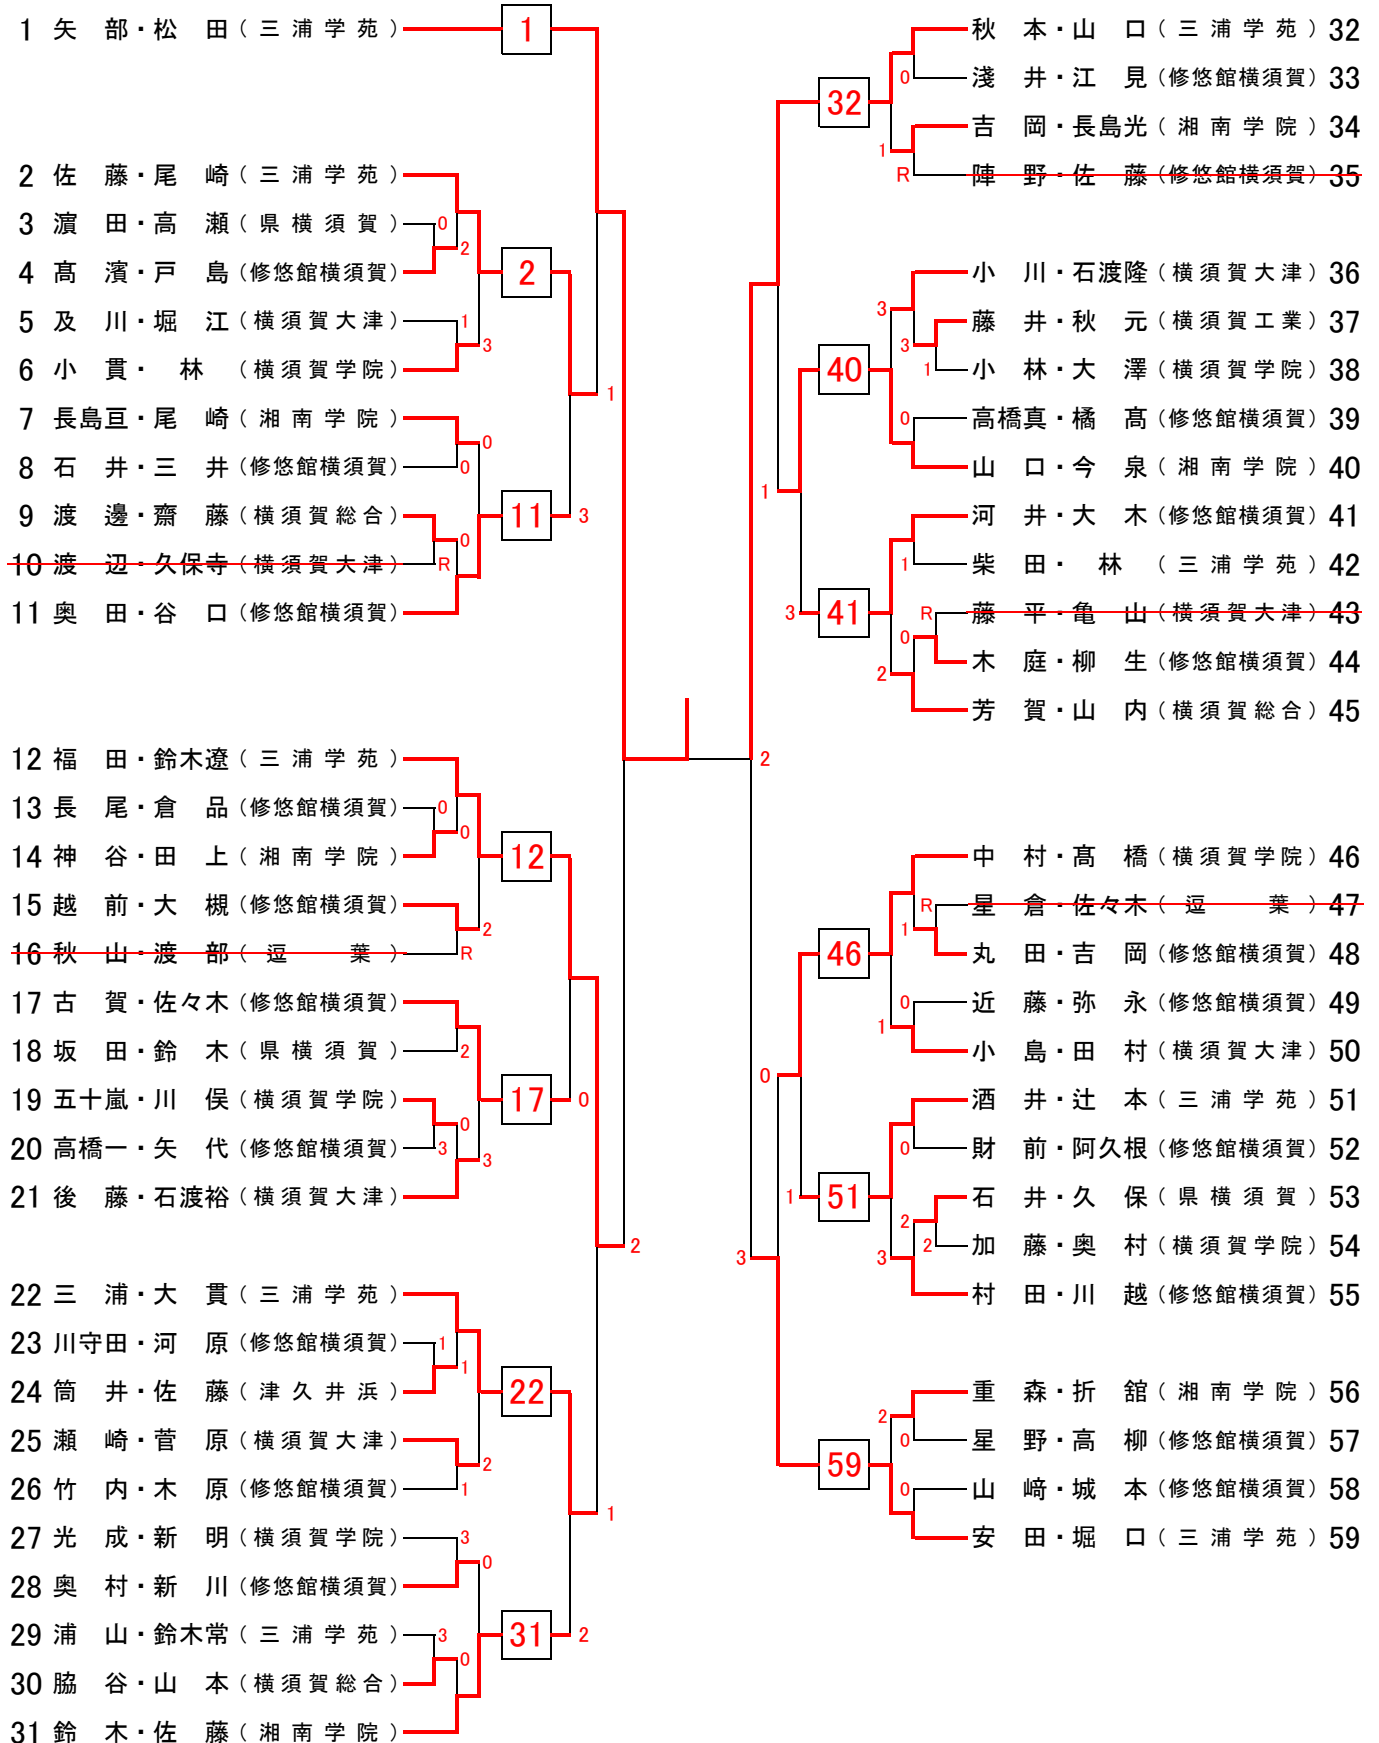 1 矢部・松田（三浦学苑）
1
2 佐藤・尾崎（三浦学苑）
3 濵田・高瀬（県横須賀）
0
2
4 髙濱・戸島（修悠館横須賀）
2
5 及川・堀江（横須賀大津）
1
3
6 小貫・林（横須賀学院）
1
7 長島亘・尾崎（湘南学院）
0
8 石井・三井（修悠館横須賀）
0
9 渡邊・齋藤（横須賀総合）
11
3
0
10 渡辺・久保寺（横須賀大津）
R
11 奥田・谷口（修悠館横須賀）
12 福田・鈴木遼（三浦学苑）
13 長尾・倉品（修悠館横須賀）
0
0
14 神谷・田上（湘南学院）
12
15 越前・大槻（修悠館横須賀）
2
16 秋山・渡部（逗葉）
R
17 古賀・佐々木（修悠館横須賀）
18 坂田・鈴木（県横須賀）
2
19 五十嵐・川俣（横須賀学院）
17
0
0
20 高橋一・矢代（修悠館横須賀）
3
3
21 後藤・石渡裕（横須賀大津）
2
22 三浦・大貫（三浦学苑）
23 川守田・河原（修悠館横須賀）
1
1
24 筒井・佐藤（津久井浜）
22
25 瀬崎・菅原（横須賀大津）
2
26 竹内・木原（修悠館横須賀）
1
1
27 光成・新明（横須賀学院）
3
0
28 奥村・新川（修悠館横須賀）
29 浦山・鈴木常（三浦学苑）
3
31
2
0
30 脇谷・山本（横須賀総合）
31 鈴木・佐藤（湘南学院）
秋本・山口（三浦学苑）32
0
淺井・江見（修悠館横須賀）33
32
吉岡・長島光（湘南学院）34
1
R
陣野・佐藤（修悠館横須賀）35
小川・石渡隆（横須賀大津）36
3
藤井・秋元（横須賀工業）37
3
40
1
小林・大澤（横須賀学院）38
0
高橋真・橘髙（修悠館横須賀）39
山口・今泉（湘南学院）40
1
河井・大木（修悠館横須賀）41
1
柴田・林（三浦学苑）42
3
41
R
藤平・亀山（横須賀大津）43
0
木庭・柳生（修悠館横須賀）44
2
芳賀・山内（横須賀総合）45
2
中村・髙橋（横須賀学院）46
R
星倉・佐々木（逗葉）47
1
46
丸田・吉岡（修悠館横須賀）48
0
近藤・弥永（修悠館横須賀）49
1
小島・田村（横須賀大津）50
0
酒井・辻本（三浦学苑）51
0
財前・阿久根（修悠館横須賀）52
1
51
石井・久保（県横須賀）53
2
2
加藤・奥村（横須賀学院）54
3
3
村田・川越（修悠館横須賀）55
重森・折舘（湘南学院）56
2
0
星野・高柳（修悠館横須賀）57
59
0
山﨑・城本（修悠館横須賀）58
安田・堀口（三浦学苑）59